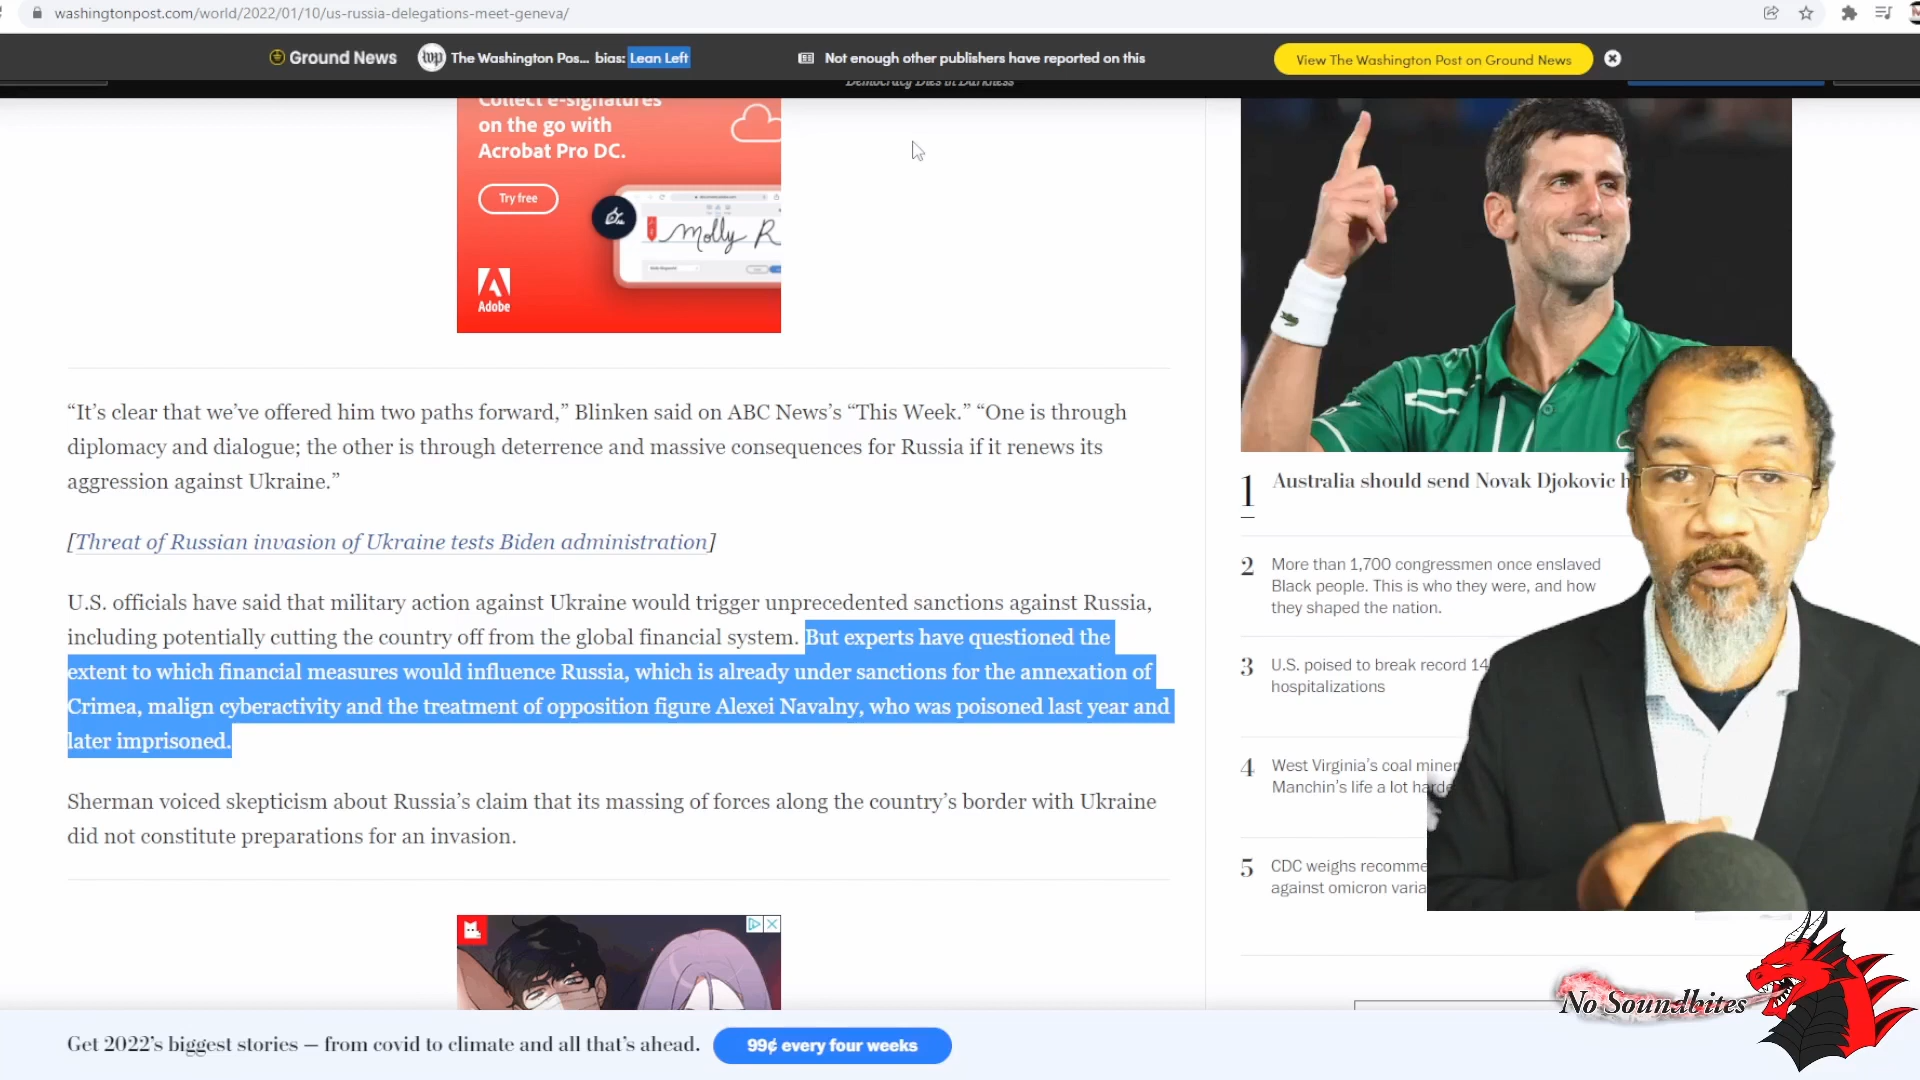 washingtonpost.com/world/2022/01/10/us-russia-delegations-meet-geneva/
Ground News
wp
The Washington Pos... bias: Lean Left
Not enough other publishers have reported on this
View The Washington Post on Ground News
Democracy Dies in Darkness
Collect e-signatures
on the go with
Acrobat Pro DC.
Try free
Molly R
Adobe
“It’s clear that we’ve offered him two paths forward,” Blinken said on ABC News’s “This Week.” “One is through
diplomacy and dialogue; the other is through deterrence and massive consequences for Russia if it renews its
aggression against Ukraine.”
[Threat of Russian invasion of Ukraine tests Biden administration]
U.S. officials have said that military action against Ukraine would trigger unprecedented sanctions against Russia,
including potentially cutting the country off from the global financial system. But experts have questioned the
extent to which financial measures would influence Russia, which is already under sanctions for the annexation of
Crimea, malign cyberactivity and the treatment of opposition figure Alexei Navalny, who was poisoned last year and
later imprisoned.
Sherman voiced skepticism about Russia’s claim that its massing of forces along the country’s border with Ukraine
did not constitute preparations for an invasion.
1 Australia should send Novak Djokovic h
2 More than 1,700 congressmen once enslaved
Black people. This is who they were, and how
they shaped the nation.
3 U.S. poised to break record 14
hospitalizations
4 West Virginia’s coal miner
Manchin’s life a lot harde
5 CDC weighs recomme
against omicron varia
No Soundbites
Get 2022’s biggest stories — from covid to climate and all that’s ahead.
99¢ every four weeks